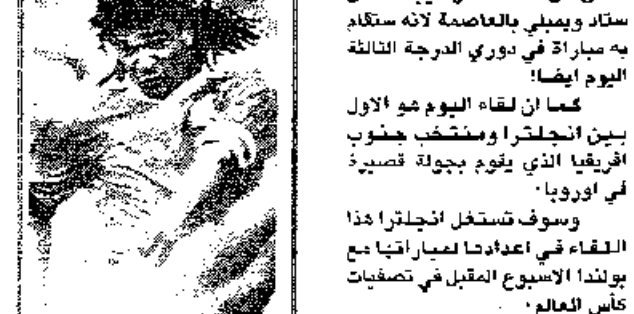 ستاد ويمبلي بالعاصمة لانه ستقام
به مباراة في دوري الدرجة الثالثة
اليوم ايضا!
كما ان لقاء اليوم هو الاول
بين انجلترا ومنتخب جنوب
افريقيا الذي يقوم بجولة قصيرة
في اوروبا.
وسوف تستغل انجلترا هذا
اللقاء في اعدادها لمباراتها مع
بولندا الاسبوع المقبل في تصفيات
كأس العالم.